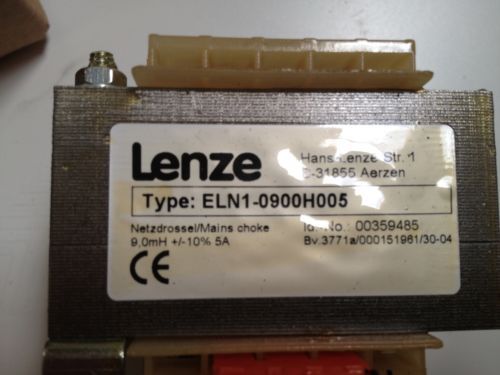 Lenze
Hans-Lenze Str. 1
D-31855 Aerzen
Type: ELN1-0900H005
Netzdrossel/Mains choke
9,0mH +/-10% 5A
Id.-No.: 00359485
Bv.3771a/000151961/30-04
CE